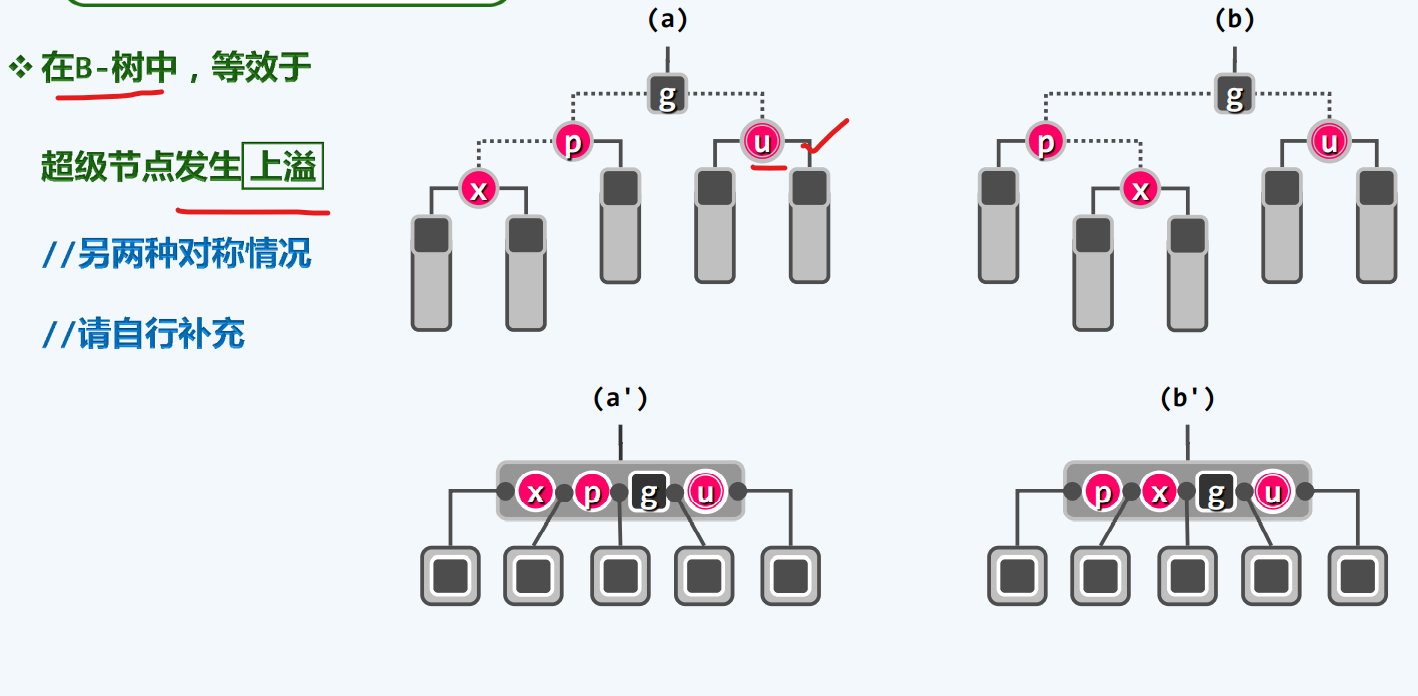 ❖ 在B-树中，等效于
超级节点发生上溢
//另两种对称情况
//请自行补充
(a)
g
p
u
x
(b)
g
p
u
x
(a')
x p g u
(b')
p x g u